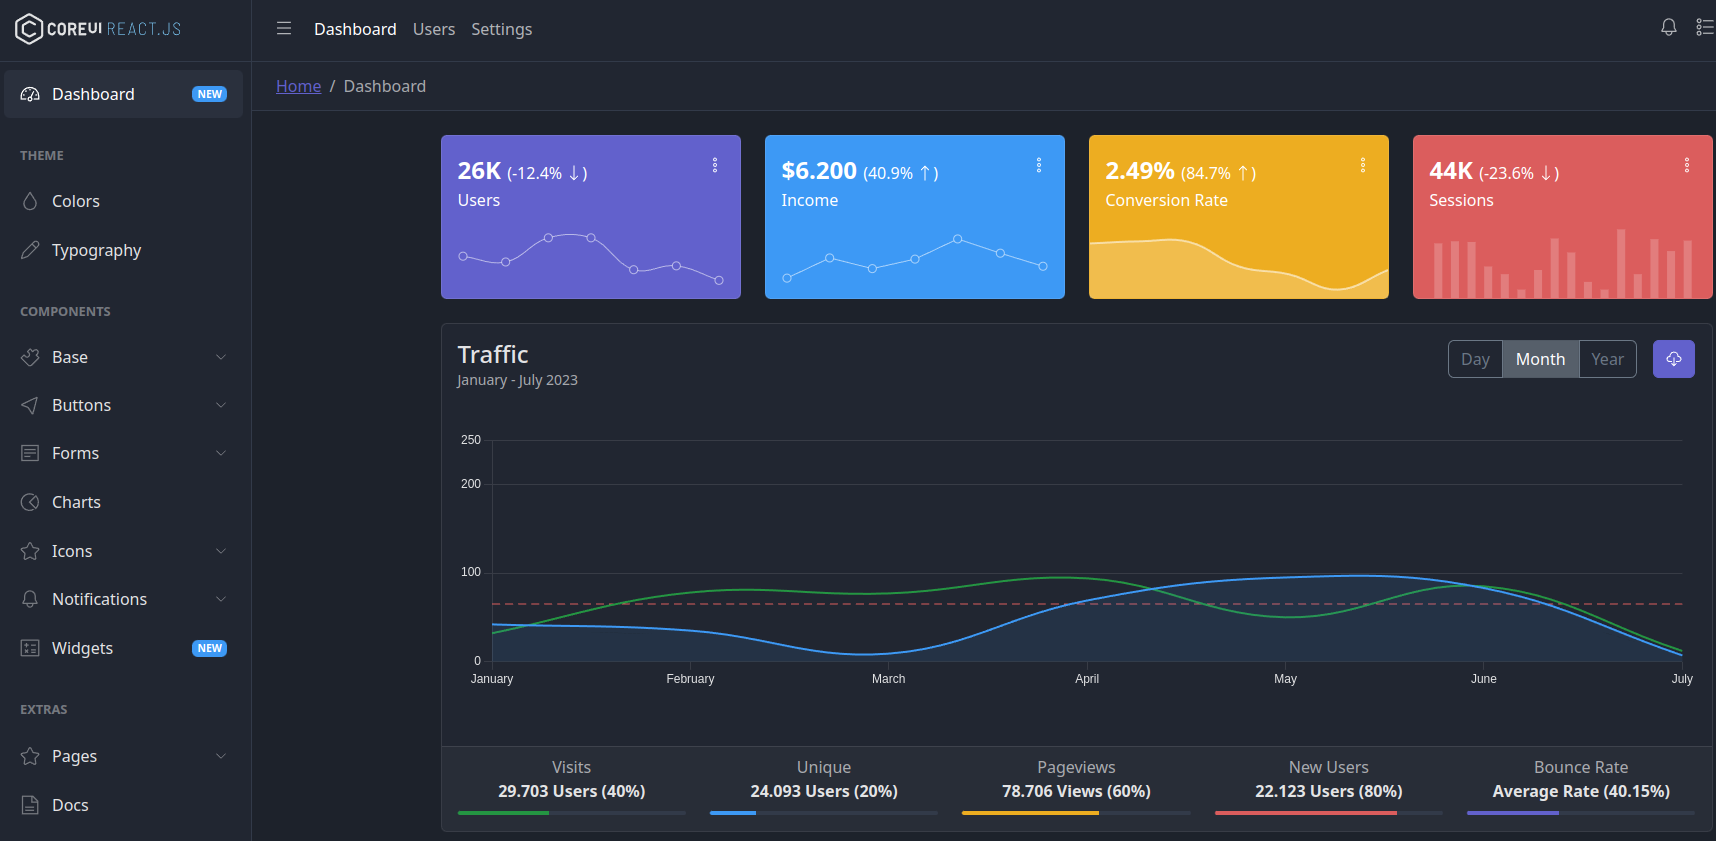 COREUI REACT.JS
Dashboard Users Settings
Dashboard NEW
Home / Dashboard
THEME
Colors
Typography
COMPONENTS
Base
Buttons
Forms
Charts
Icons
Notifications
Widgets NEW
EXTRAS
Pages
Docs
26K (-12.4% ↓)
Users
$6.200 (40.9% ↑)
Income
2.49% (84.7% ↑)
Conversion Rate
44K (-23.6% ↓)
Sessions
Traffic
January - July 2023
Day Month Year
250
200
100
0
January February March April May June July
Visits
29.703 Users (40%)
Unique
24.093 Users (20%)
Pageviews
78.706 Views (60%)
New Users
22.123 Users (80%)
Bounce Rate
Average Rate (40.15%)